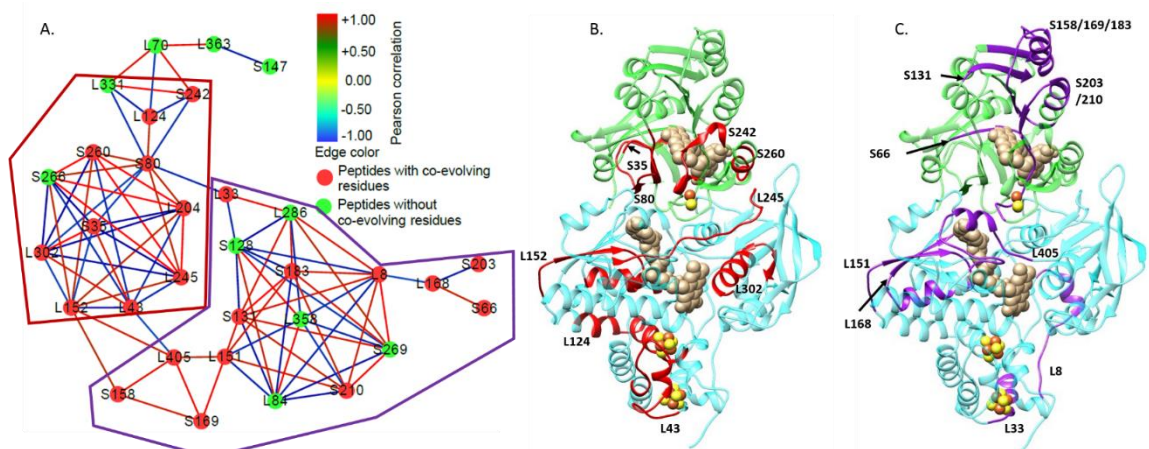 A.
L70
L363
S147
L331
S242
L124
S260
S80
S266
L204
S35
L33
L302
L245
L152
L43
L286
S128
S183
L8
S203
L168
S66
L358
S269
L405
L151
S210
L84
S158
S169
+1.00
+0.50
+0.00
-0.50
-1.00
Pearson correlation
Edge color
Peptides with co-evolving
residues
Peptides without
co-evolving residues
B.
S242
S35
S260
S80
L245
L152
L302
L124
L43
C.
S158/169/183
S131
S203
/210
S66
L405
L151
L168
L8
L33